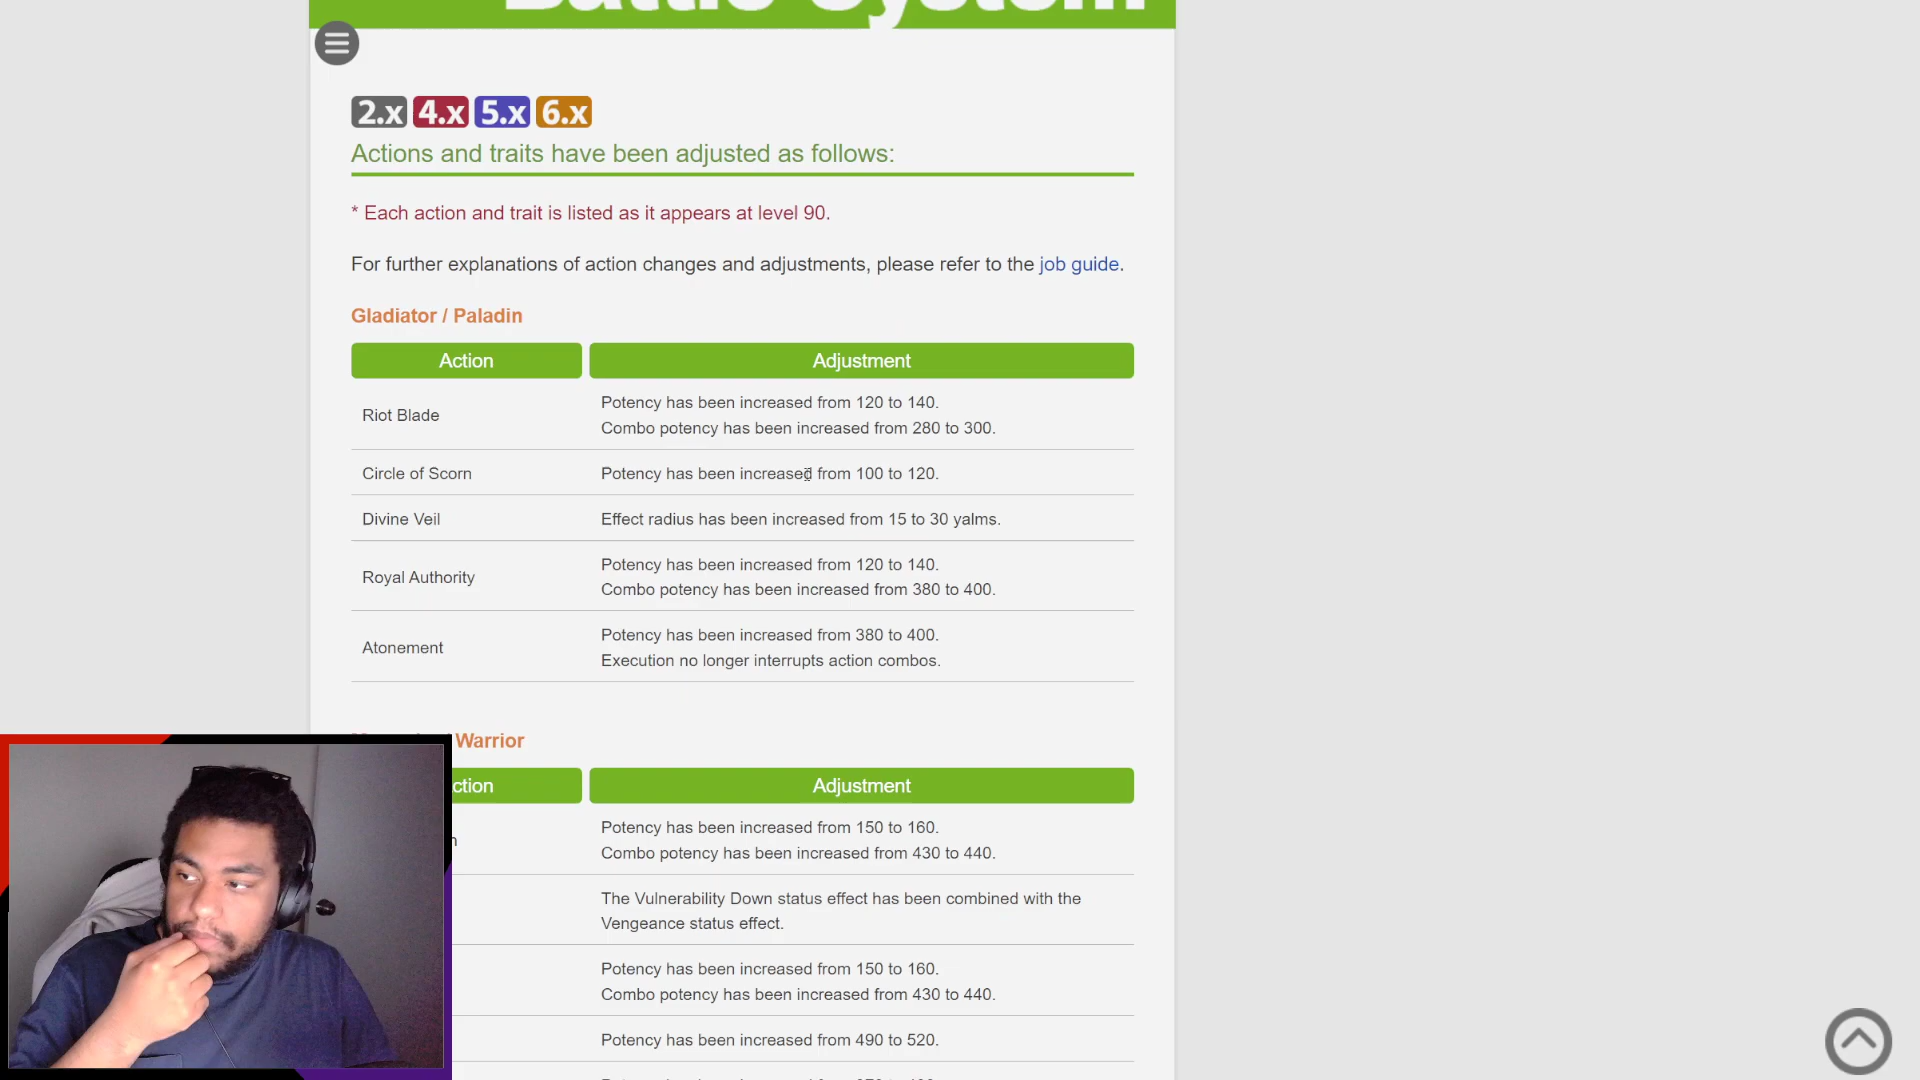 Battle System
2.x 4.x 5.x 6.x
Actions and traits have been adjusted as follows:
* Each action and trait is listed as it appears at level 90.
For further explanations of action changes and adjustments, please refer to the job guide.
Gladiator / Paladin
Action Adjustment
Riot Blade
Potency has been increased from 120 to 140.
Combo potency has been increased from 280 to 300.
Circle of Scorn Potency has been increased from 100 to 120.
Divine Veil Effect radius has been increased from 15 to 30 yalms.
Royal Authority
Potency has been increased from 120 to 140.
Combo potency has been increased from 380 to 400.
Atonement
Potency has been increased from 380 to 400.
Execution no longer interrupts action combos.
/ Warrior
ction Adjustment
Potency has been increased from 150 to 160.
Combo potency has been increased from 430 to 440.
The Vulnerability Down status effect has been combined with the
Vengeance status effect.
Potency has been increased from 150 to 160.
Combo potency has been increased from 430 to 440.
Potency has been increased from 490 to 520.